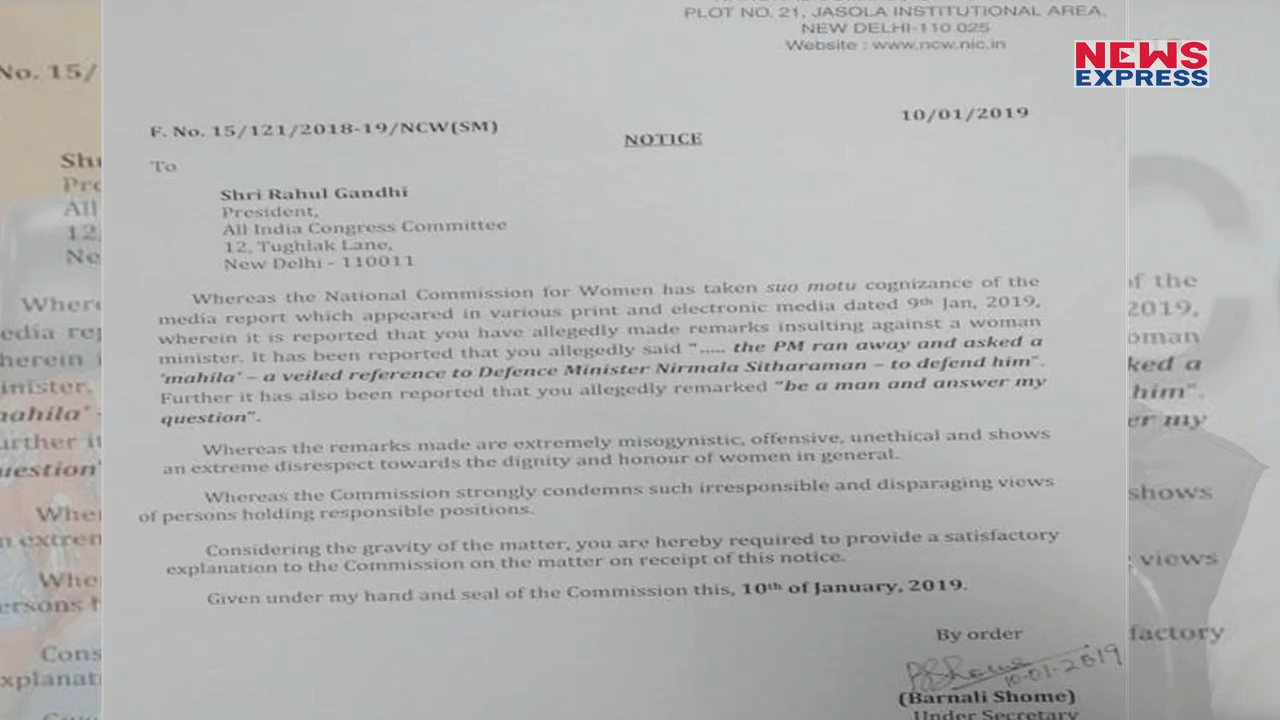 PLOT NO. 21, JASOLA INSTITUTIONAL AREA,
NEW DELHI-110 025
Website : www.ncw.nic.in
NEWS
EXPRESS
F. No. 15/121/2018-19/NCW(SM)
10/01/2019
NOTICE
To
Shri Rahul Gandhi
President,
All India Congress Committee
12, Tughlak Lane,
New Delhi - 110011
Whereas the National Commission for Women has taken suo motu cognizance of the
media report which appeared in various print and electronic media dated 9th Jan, 2019,
wherein it is reported that you have allegedly made remarks insulting against a woman
minister. It has been reported that you allegedly said "..... the PM ran away and asked a
'mahila' – a veiled reference to Defence Minister Nirmala Sitharaman – to defend him".
Further it has also been reported that you allegedly remarked "be a man and answer my
question".
Whereas the remarks made are extremely misogynistic, offensive, unethical and shows
an extreme disrespect towards the dignity and honour of women in general.
Whereas the Commission strongly condemns such irresponsible and disparaging views
of persons holding responsible positions.
Considering the gravity of the matter, you are hereby required to provide a satisfactory
explanation to the Commission on the matter on receipt of this notice.
Given under my hand and seal of the Commission this, 10th of January, 2019.
By order
10-01-2019
(Barnali Shome)
Under Secretary